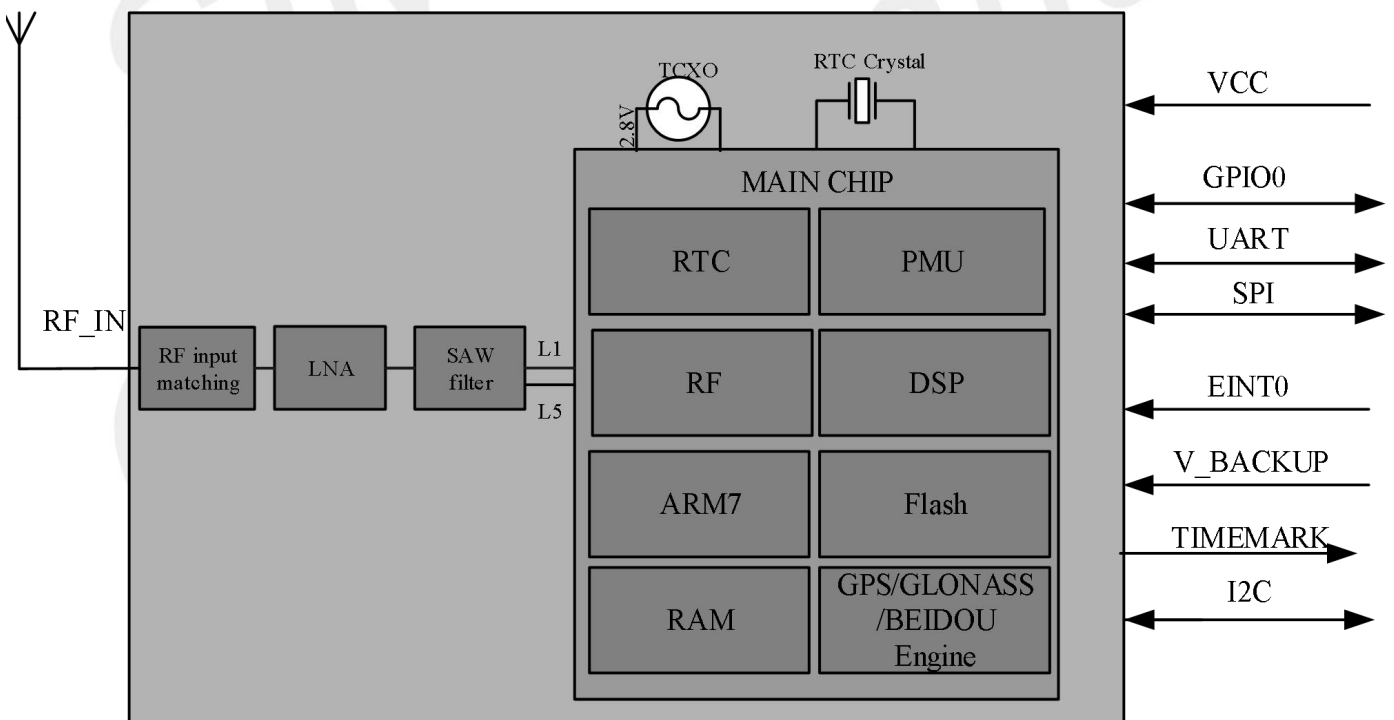 TCXO
RTC Crystal
2.8V
VCC
MAIN CHIP
GPIO0
RTC
PMU
UART
SPI
RF_IN
RF input
matching
LNA
SAW
filter
L1
L5
RF
DSP
EINT0
V_BACKUP
ARM7
Flash
TIMEMARK
RAM
GPS/GLONASS
/BEIDOU
Engine
I2C